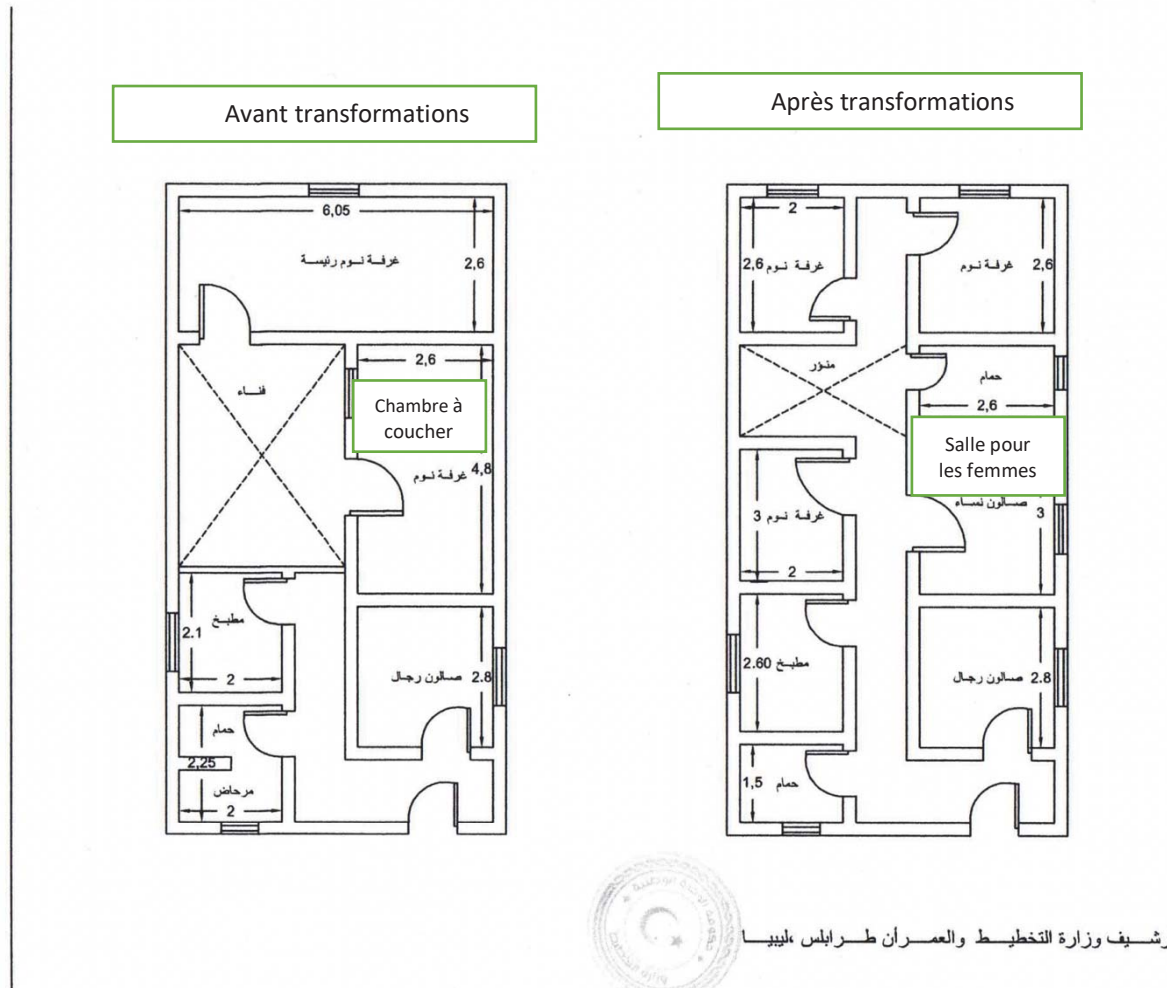 Avant transformations
Après transformations
6,05
غرفة نوم رئيسة
2,6
2,6
فناء
Chambre à
coucher
غرفة نوم
4,8
مطبخ
2.1
2
صالون رجال
2.8
حمام
2,25
مرحاض
2
2
غرفة نوم
2,6
غرفة نوم
2,6
منور
حمام
2,6
Salle pour
les femmes
صالون نساء
3
غرفة نوم
3
2
مطبخ
2.60
صالون رجال
2.8
حمام
1,5
رشيف وزارة التخطيط والعمرأن طرابلس ،ليبيا